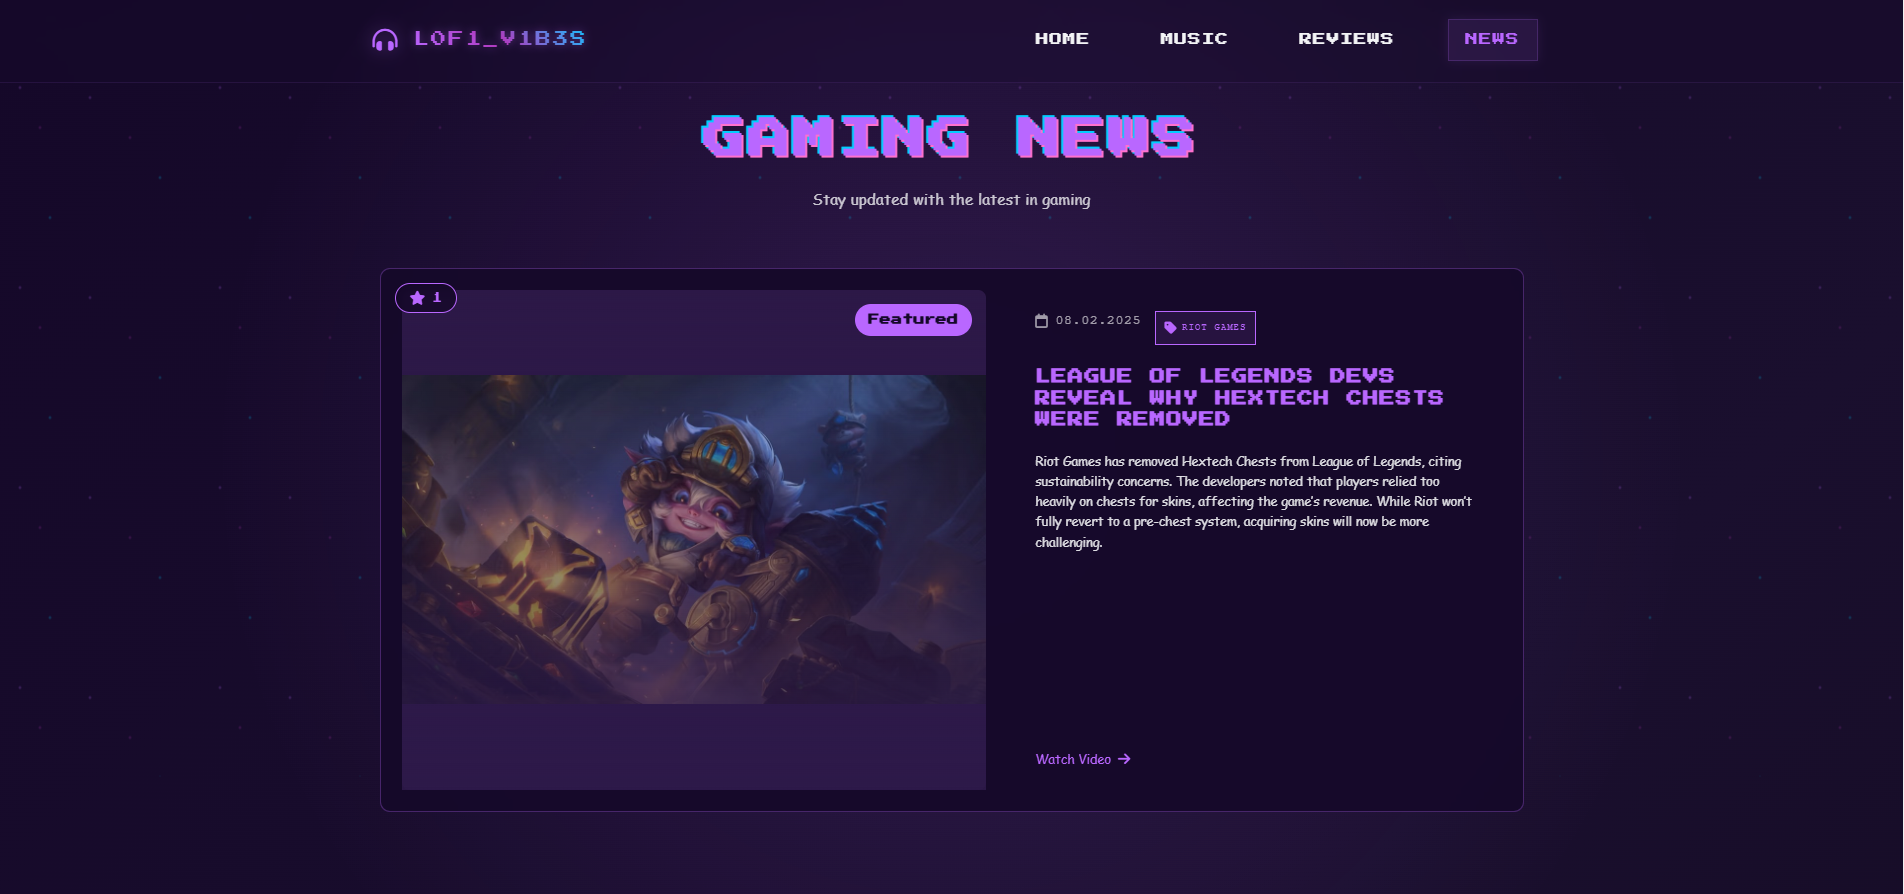 L0F1_V1B3S
HOME
MUSIC
REVIEWS
NEWS
GAMING NEWS
Stay updated with the latest in gaming
1
Featured
08.02.2025
RIOT GAMES
LEAGUE OF LEGENDS DEVS
REVEAL WHY HEXTECH CHESTS
WERE REMOVED
Riot Games has removed Hextech Chests from League of Legends, citing
sustainability concerns. The developers noted that players relied too
heavily on chests for skins, affecting the game's revenue. While Riot won't
fully revert to a pre-chest system, acquiring skins will now be more
challenging.
Watch Video